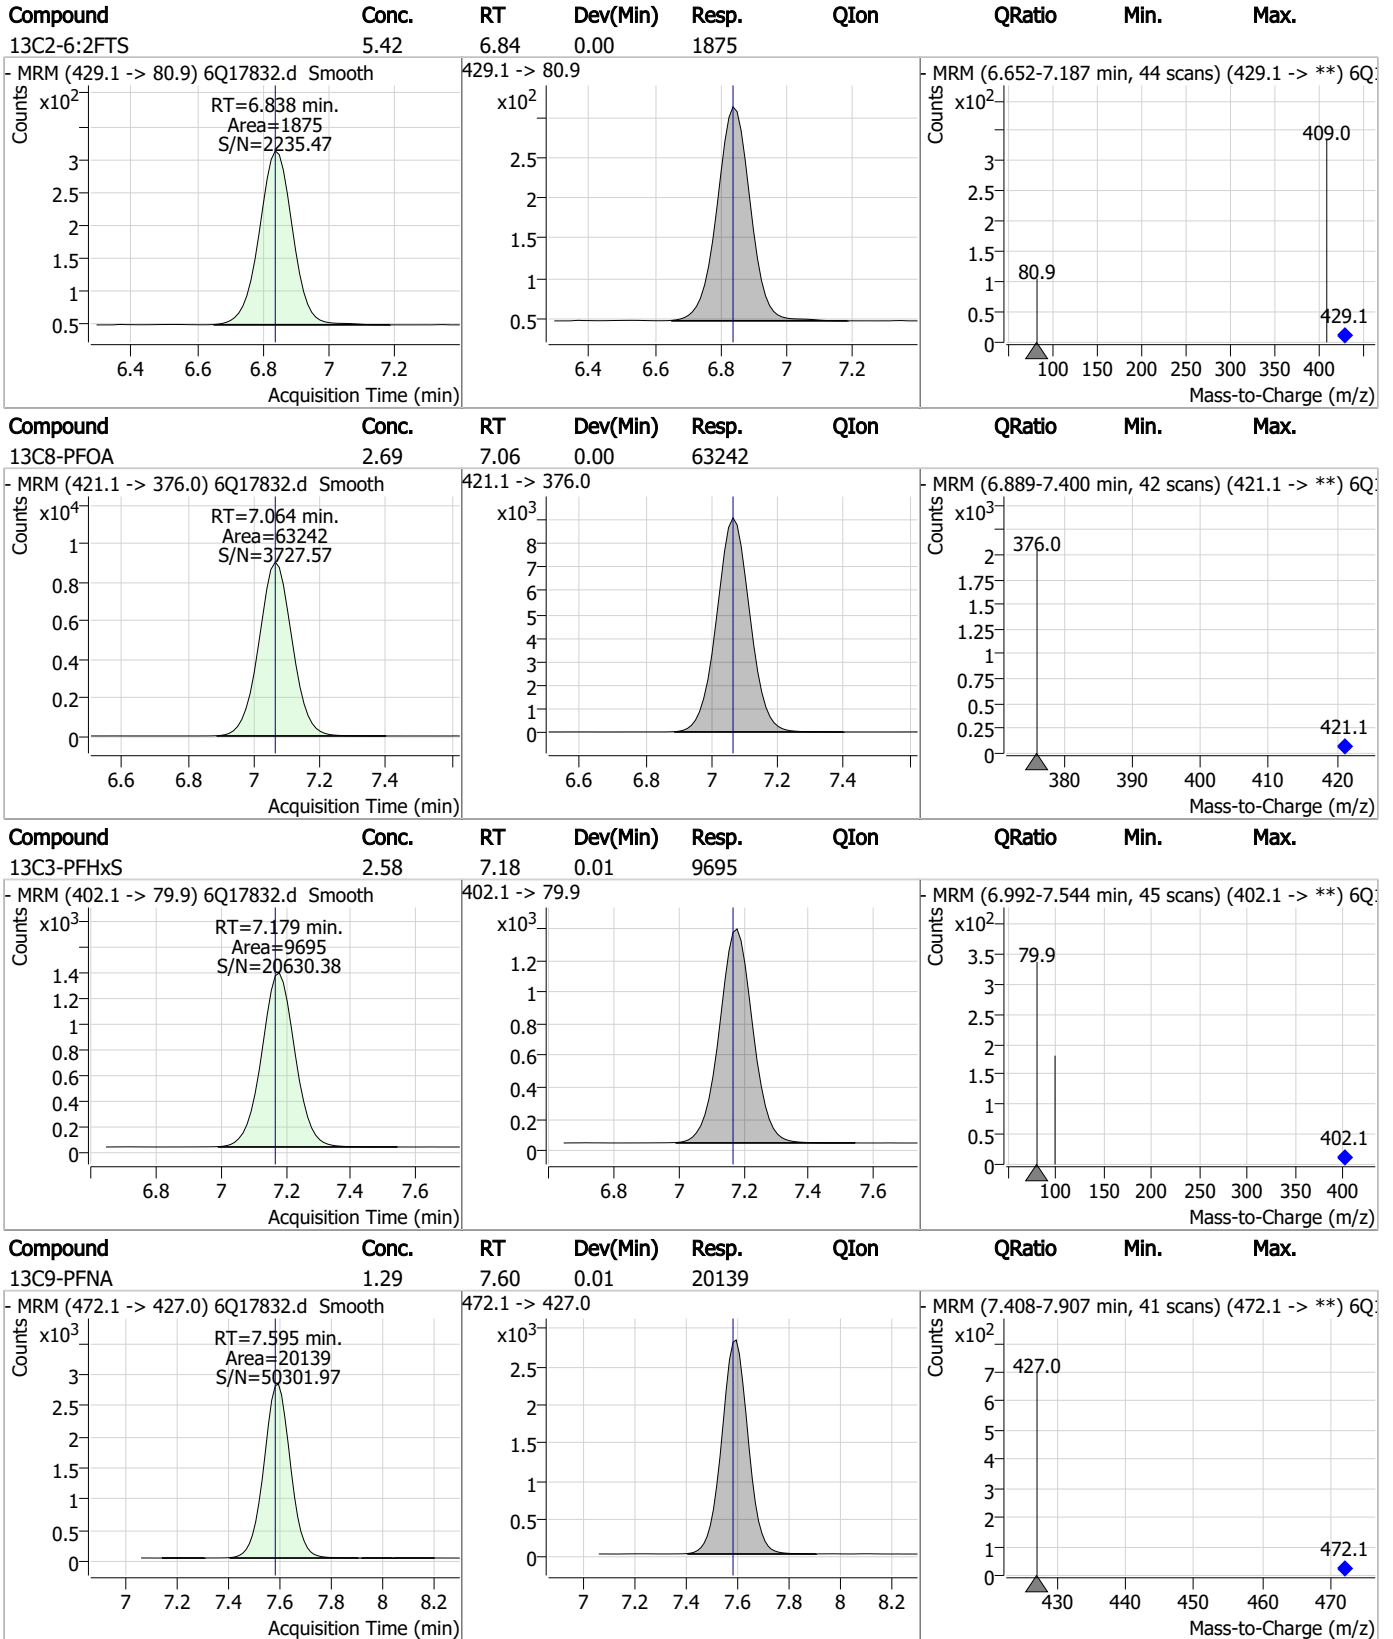 Compound Conc. RT Dev(Min) Resp. QIon QRatio Min. Max.
13C2-6:2FTS 5.42 6.84 0.00 1875
- MRM (429.1 -> 80.9) 6Q17832.d Smooth
Counts
x10^2
RT=6.838 min.
Area=1875
S/N=2235.47
3
2.5
2
1.5
1
0.5
6.4 6.6 6.8 7 7.2
Acquisition Time (min)
429.1 -> 80.9
x10^2
2.5
2
1.5
1
0.5
6.4 6.6 6.8 7 7.2
- MRM (6.652-7.187 min, 44 scans) (429.1 -> **) 6Q1
Counts
x10^2
409.0
3
2.5
2
1.5
80.9
1
0.5
429.1
0
100 150 200 250 300 350 400
Mass-to-Charge (m/z)
Compound Conc. RT Dev(Min) Resp. QIon QRatio Min. Max.
13C8-PFOA 2.69 7.06 0.00 63242
- MRM (421.1 -> 376.0) 6Q17832.d Smooth
Counts
x10^4
RT=7.064 min.
Area=63242
S/N=3727.57
1
0.8
0.6
0.4
0.2
0
6.6 6.8 7 7.2 7.4
Acquisition Time (min)
421.1 -> 376.0
x10^3
8
7
6
5
4
3
2
1
0
6.6 6.8 7 7.2 7.4
- MRM (6.889-7.400 min, 42 scans) (421.1 -> **) 6Q1
Counts
x10^3
376.0
2
1.75
1.5
1.25
1
0.75
0.5
0.25
421.1
0
380 390 400 410 420
Mass-to-Charge (m/z)
Compound Conc. RT Dev(Min) Resp. QIon QRatio Min. Max.
13C3-PFHxS 2.58 7.18 0.01 9695
- MRM (402.1 -> 79.9) 6Q17832.d Smooth
Counts
x10^3
RT=7.179 min.
Area=9695
S/N=20630.38
1.4
1.2
1
0.8
0.6
0.4
0.2
0
6.8 7 7.2 7.4 7.6
Acquisition Time (min)
402.1 -> 79.9
x10^3
1.2
1
0.8
0.6
0.4
0.2
0
6.8 7 7.2 7.4 7.6
- MRM (6.992-7.544 min, 45 scans) (402.1 -> **) 6Q1
Counts
x10^2
3.5
79.9
3
2.5
2
1.5
1
0.5
402.1
0
100 150 200 250 300 350 400
Mass-to-Charge (m/z)
Compound Conc. RT Dev(Min) Resp. QIon QRatio Min. Max.
13C9-PFNA 1.29 7.60 0.01 20139
- MRM (472.1 -> 427.0) 6Q17832.d Smooth
Counts
x10^3
RT=7.595 min.
Area=20139
S/N=50301.97
3
2.5
2
1.5
1
0.5
0
7 7.2 7.4 7.6 7.8 8 8.2
Acquisition Time (min)
472.1 -> 427.0
x10^3
2.5
2
1.5
1
0.5
0
7 7.2 7.4 7.6 7.8 8 8.2
- MRM (7.408-7.907 min, 41 scans) (472.1 -> **) 6Q1
Counts
x10^2
427.0
7
6
5
4
3
2
1
472.1
0
430 440 450 460 470
Mass-to-Charge (m/z)